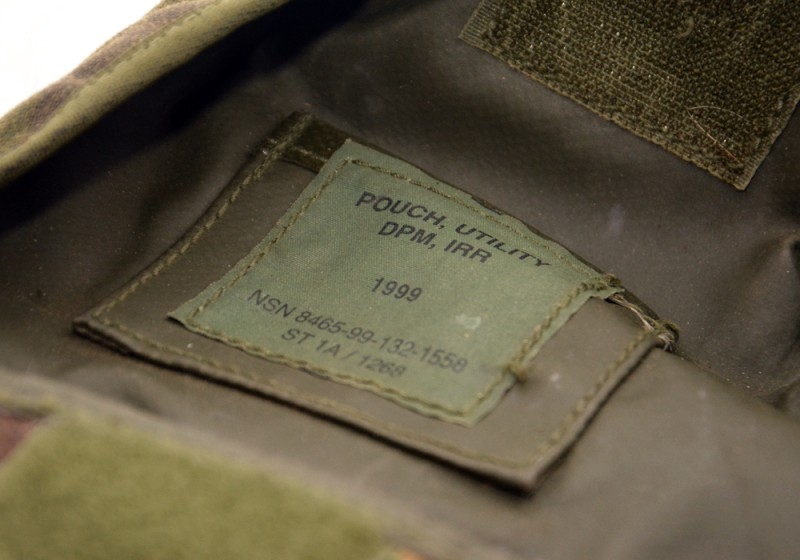 POUCH, UTILITY
DPM, IRR
1999
NSN 8465-99-132-1558
ST 1A / 1268